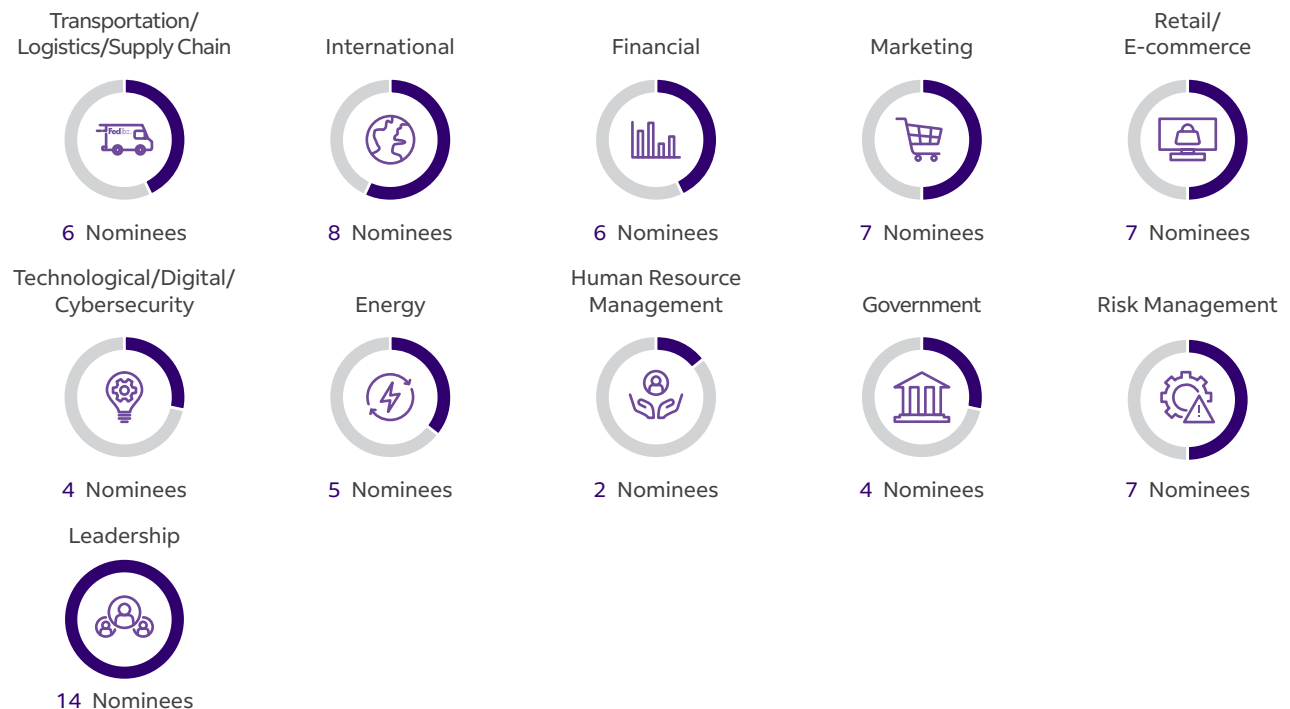 Transportation/
Logistics/Supply Chain
International
Financial
Marketing
Retail/
E-commerce
FedEx
6 Nominees
8 Nominees
6 Nominees
7 Nominees
7 Nominees
Technological/Digital/
Cybersecurity
Energy
Human Resource
Management
Government
Risk Management
4 Nominees
5 Nominees
2 Nominees
4 Nominees
7 Nominees
Leadership
14 Nominees